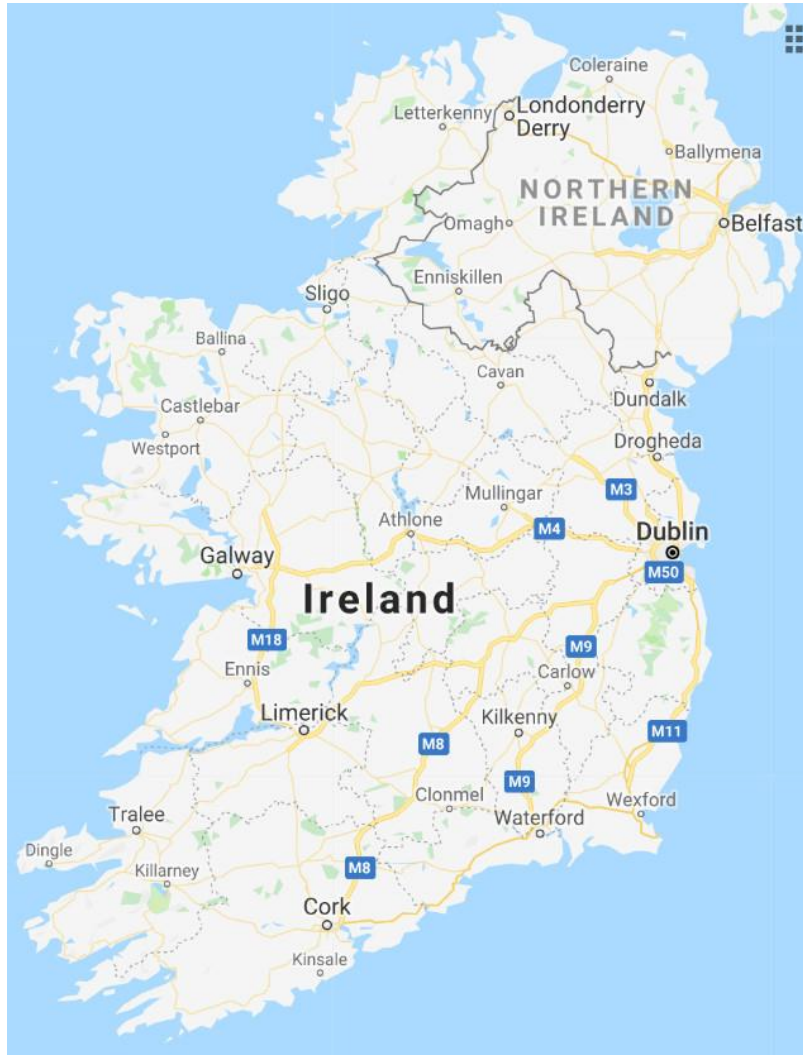 Coleraine
Londonderry
Derry
Letterkenny
Ballymena
NORTHERN
IRELAND
Omagh
Belfast
Enniskillen
Sligo
Ballina
Cavan
Dundalk
Castlebar
Westport
Drogheda
Mullingar
M3
Athlone
M4
Dublin
Galway
M50
Ireland
M18
M9
Ennis
Carlow
Limerick
Kilkenny
M11
M8
M9
Clonmel
Wexford
Tralee
Waterford
Dingle
Killarney
M8
Cork
Kinsale